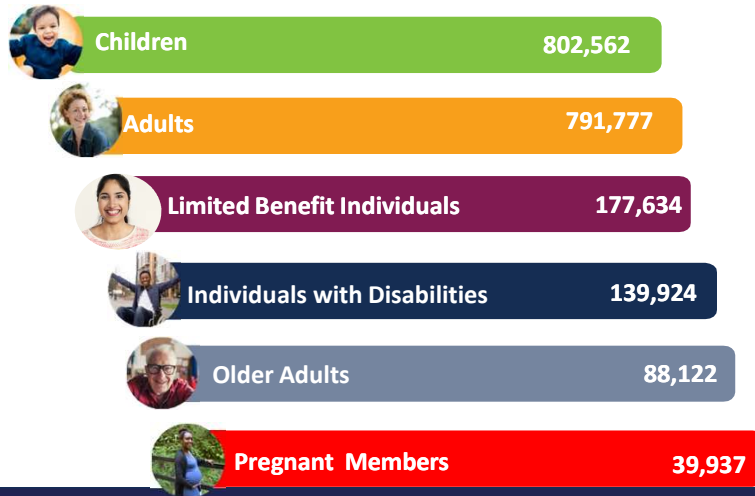 Children 802,562
Adults 791,777
Limited Benefit Individuals 177,634
Individuals with Disabilities 139,924
Older Adults 88,122
Pregnant Members 39,937